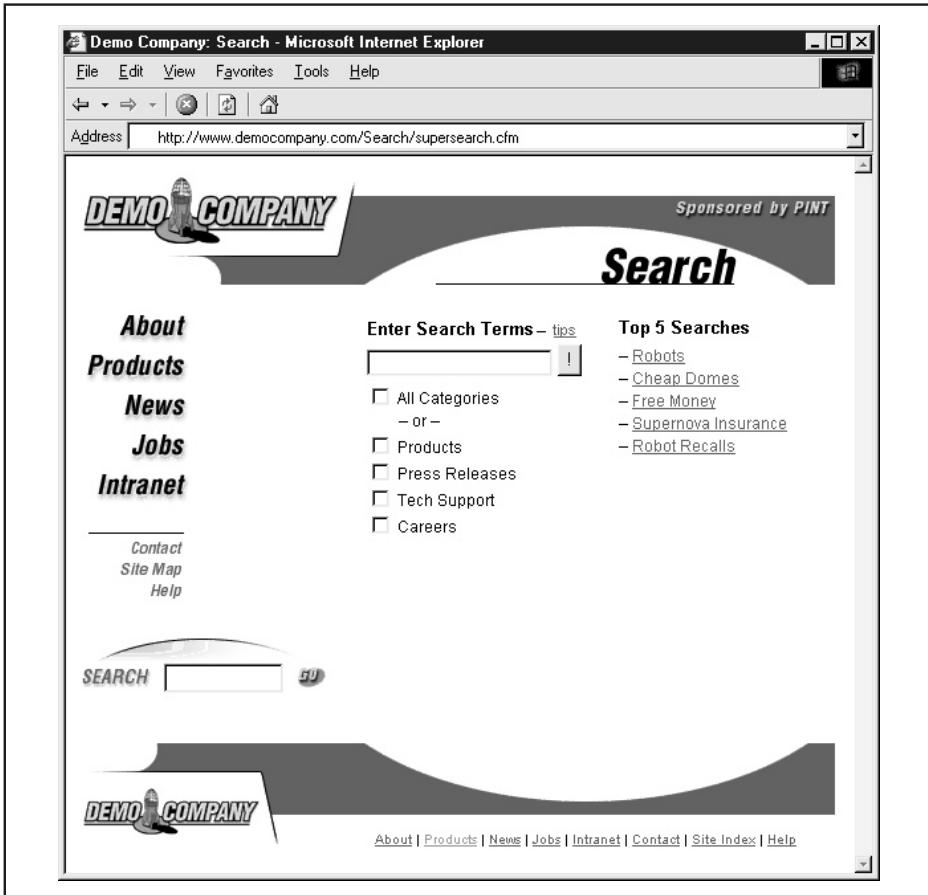 Demo Company: Search - Microsoft Internet Explorer
File Edit View Favorites Tools Help
Address http://www.democompany.com/Search/supersearch.cfm
DEMO COMPANY
Sponsored by PINT
Search
About
Products
News
Jobs
Intranet
Contact
Site Map
Help
SEARCH GO
Enter Search Terms – tips
!
All Categories
– or –
Products
Press Releases
Tech Support
Careers
Top 5 Searches
– Robots
– Cheap Domes
– Free Money
– Supernova Insurance
– Robot Recalls
DEMO COMPANY
About | Products | News | Jobs | Intranet | Contact | Site Index | Help